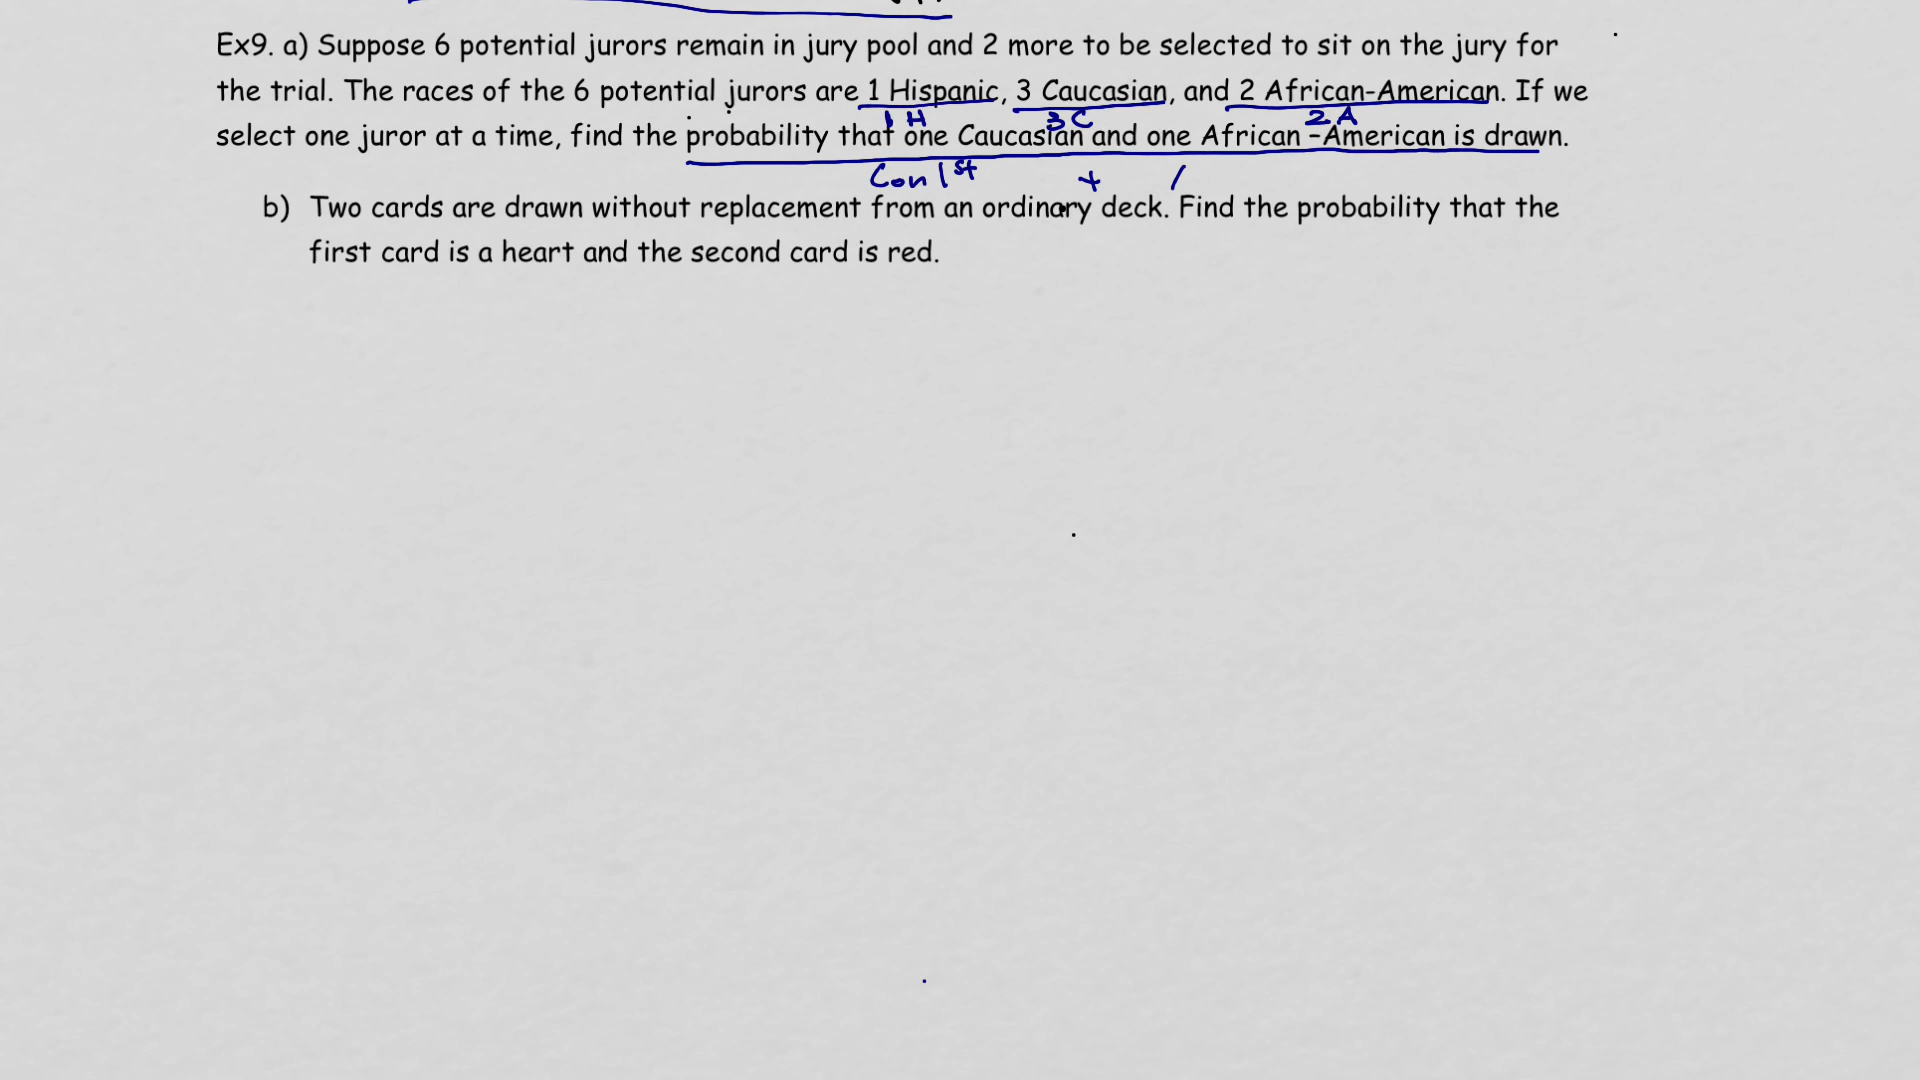 Ex9. a) Suppose 6 potential jurors remain in jury pool and 2 more to be selected to sit on the jury for
the trial. The races of the 6 potential jurors are 1 Hispanic, 3 Caucasian, and 2 African-American. If we
1 H 3 C 2 A
select one juror at a time, find the probability that one Caucasian and one African -American is drawn.
C on 1st +
b) Two cards are drawn without replacement from an ordinary deck. Find the probability that the
first card is a heart and the second card is red.